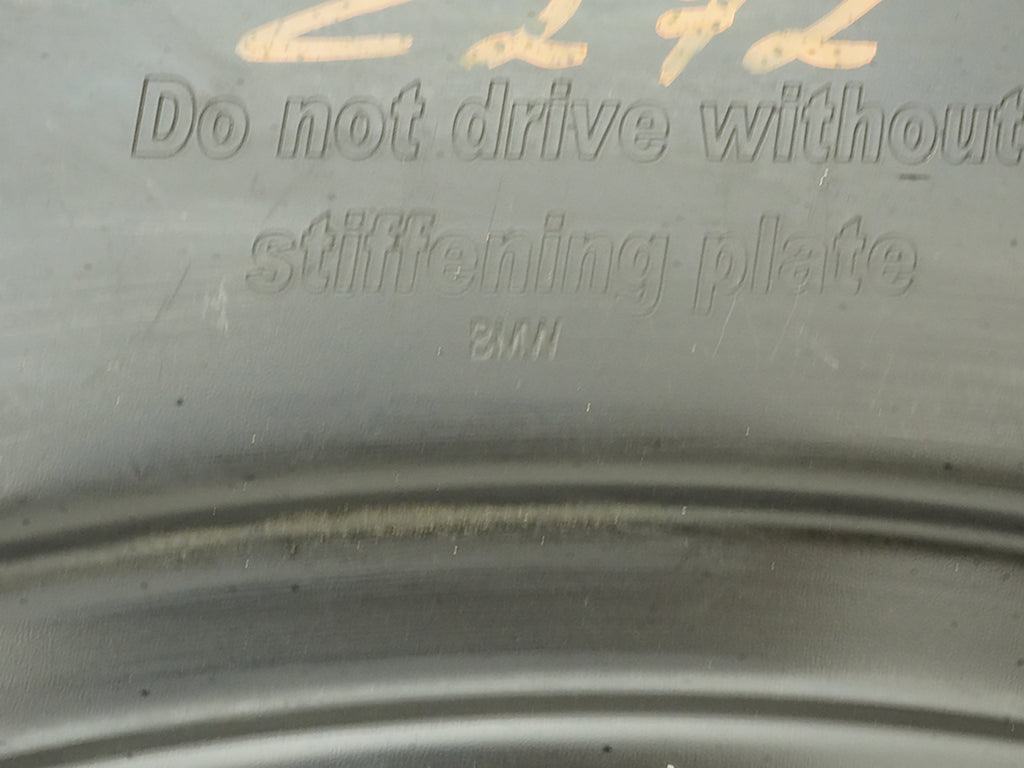 Do not drive without
stiffening plate
BMW